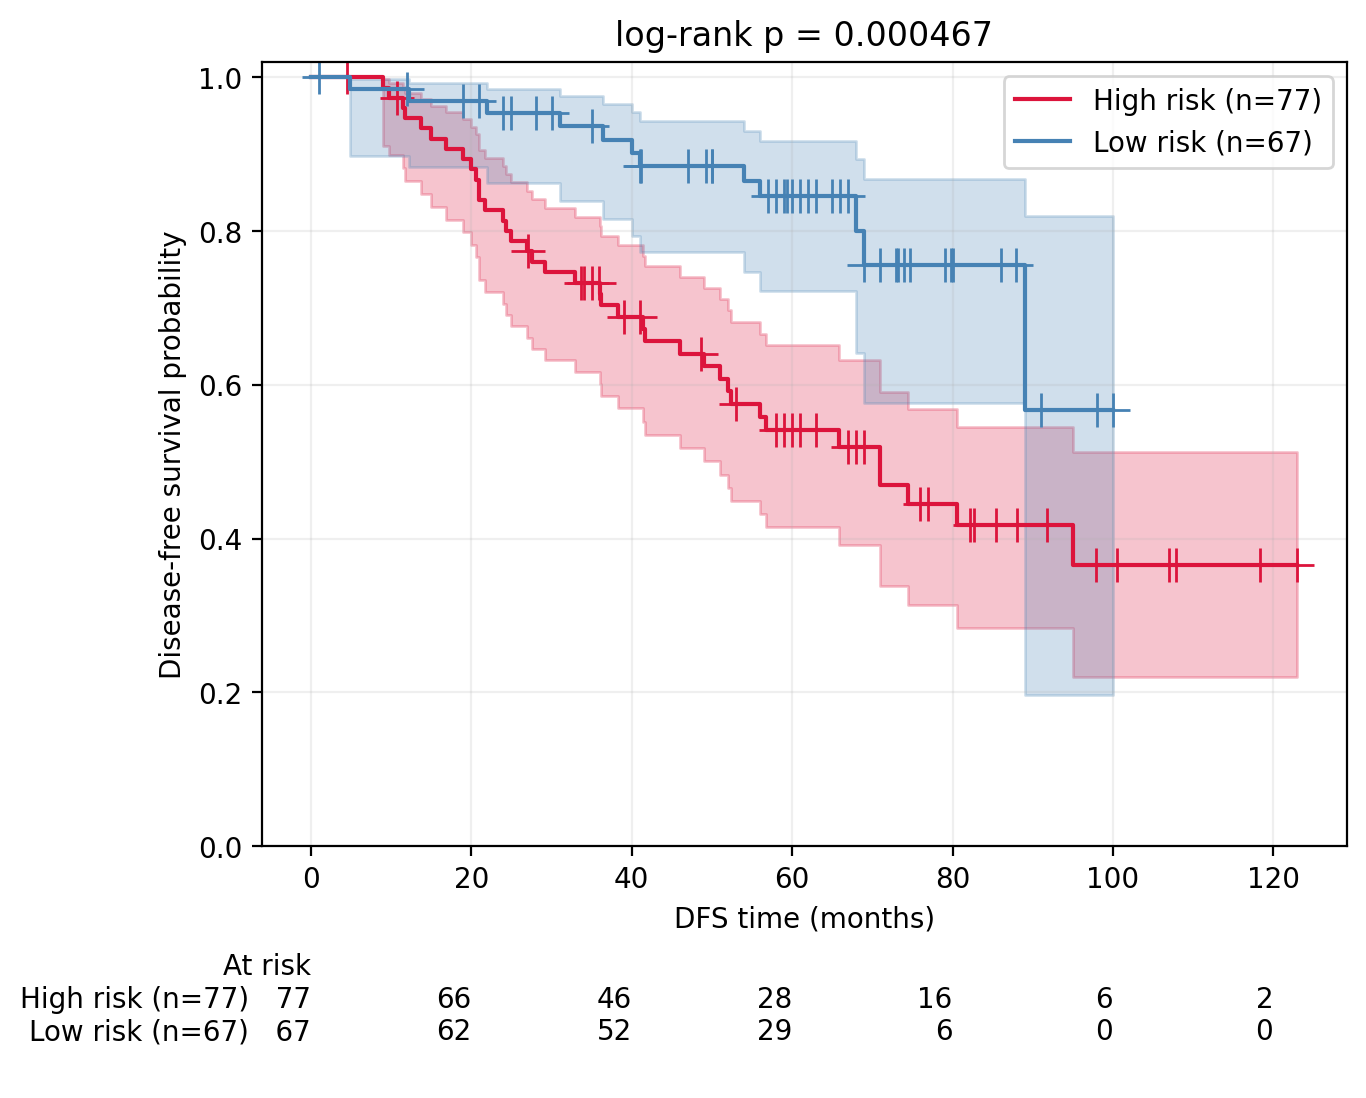 log-rank p = 0.000467
High risk (n=77)
Low risk (n=67)
Disease-free survival probability
1.0
0.8
0.6
0.4
0.2
0.0
0 20 40 60 80 100 120
DFS time (months)
At risk
High risk (n=77) 77 66 46 28 16 6 2
Low risk (n=67) 67 62 52 29 6 0 0